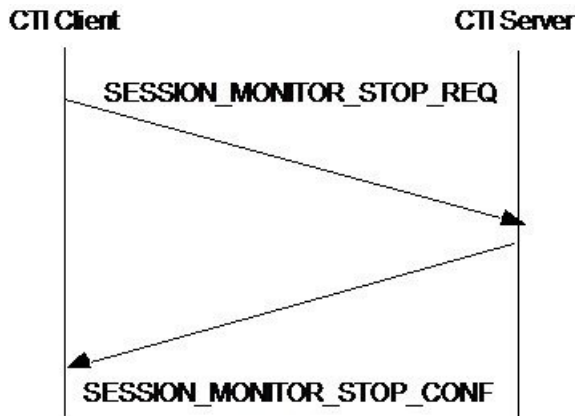 CTI Client
CTI Server
SESSION_MONITOR_STOP_REQ
SESSION_MONITOR_STOP_CONF